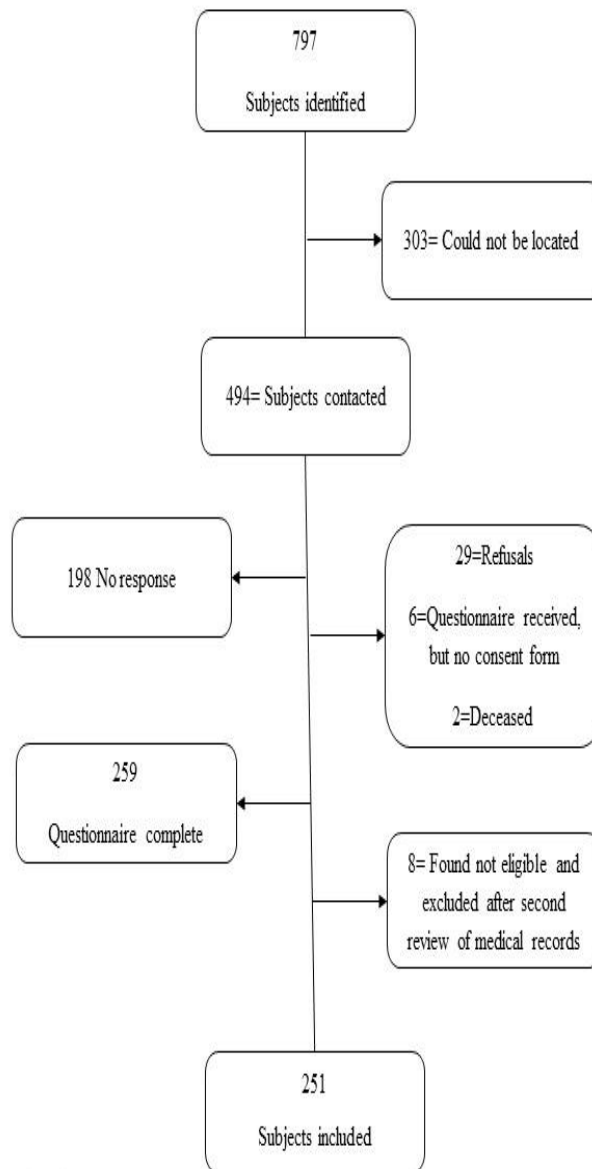 797
Subjects identified
303= Could not be located
494= Subjects contacted
198 No response
29=Refusals
6=Questionnaire received,
but no consent form
2=Deceased
259
Questionnaire complete
8= Found not eligible and
excluded after second
review of medical records
251
Subjects included